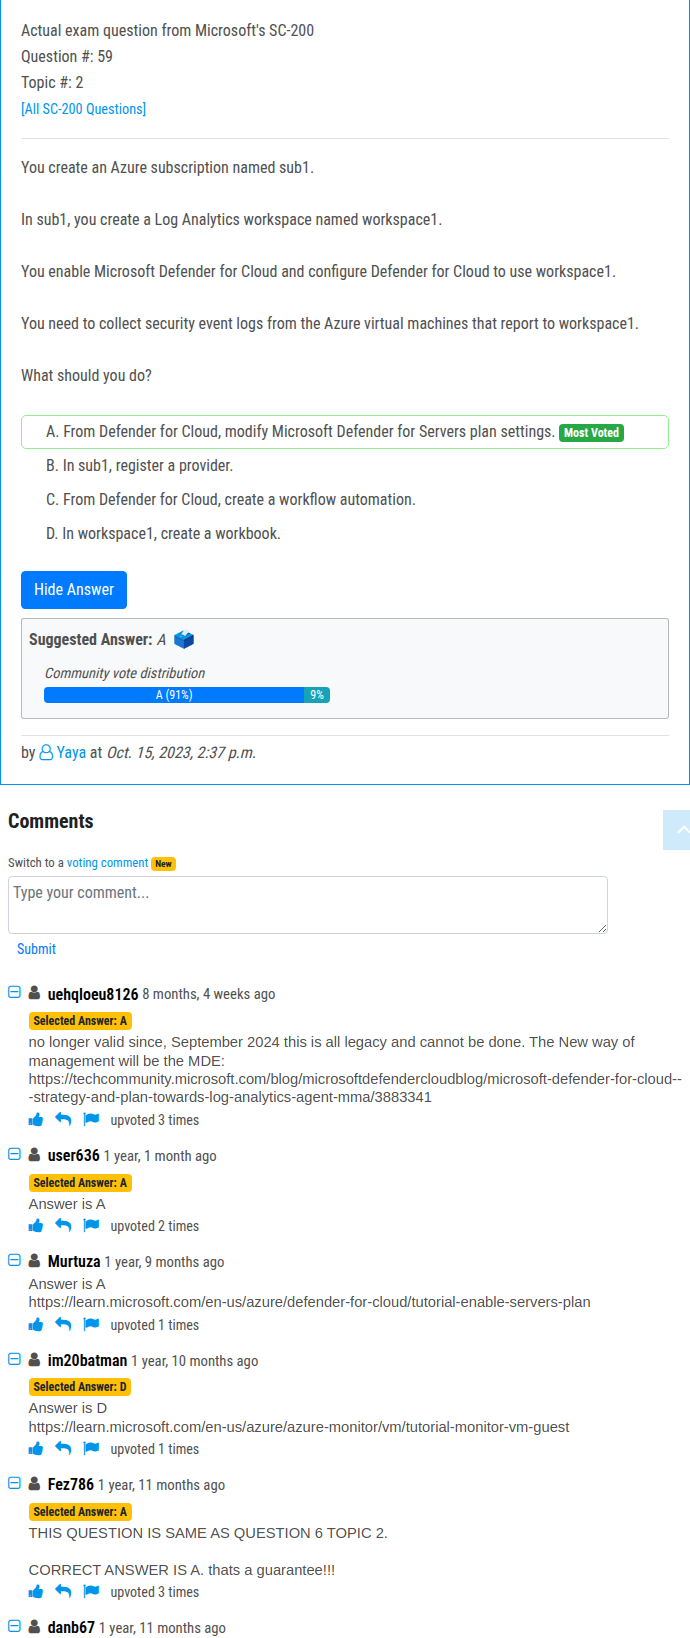 Actual exam question from Microsoft's SC-200
Question #: 59
Topic #: 2
[All SC-200 Questions]
You create an Azure subscription named sub1.
In sub1, you create a Log Analytics workspace named workspace1.
You enable Microsoft Defender for Cloud and configure Defender for Cloud to use workspace1.
You need to collect security event logs from the Azure virtual machines that report to workspace1.
What should you do?
A. From Defender for Cloud, modify Microsoft Defender for Servers plan settings. Most Voted
B. In sub1, register a provider.
C. From Defender for Cloud, create a workflow automation.
D. In workspace1, create a workbook.
Hide Answer
Suggested Answer: A
Community vote distribution
A (91%) 9%
by Yaya at Oct. 15, 2023, 2:37 p.m.
Comments
Switch to a voting comment New
Type your comment...
Submit
uehqloeu8126 8 months, 4 weeks ago
Selected Answer: A
no longer valid since, September 2024 this is all legacy and cannot be done. The New way of
management will be the MDE:
https://techcommunity.microsoft.com/blog/microsoftdefendercloudblog/microsoft-defender-for-cloud--
-strategy-and-plan-towards-log-analytics-agent-mma/3883341
upvoted 3 times
user636 1 year, 1 month ago
Selected Answer: A
Answer is A
upvoted 2 times
Murtuza 1 year, 9 months ago
Answer is A
https://learn.microsoft.com/en-us/azure/defender-for-cloud/tutorial-enable-servers-plan
upvoted 1 times
im20batman 1 year, 10 months ago
Selected Answer: D
Answer is D
https://learn.microsoft.com/en-us/azure/azure-monitor/vm/tutorial-monitor-vm-guest
upvoted 1 times
Fez786 1 year, 11 months ago
Selected Answer: A
THIS QUESTION IS SAME AS QUESTION 6 TOPIC 2.
CORRECT ANSWER IS A. thats a guarantee!!!
upvoted 3 times
danb67 1 year, 11 months ago